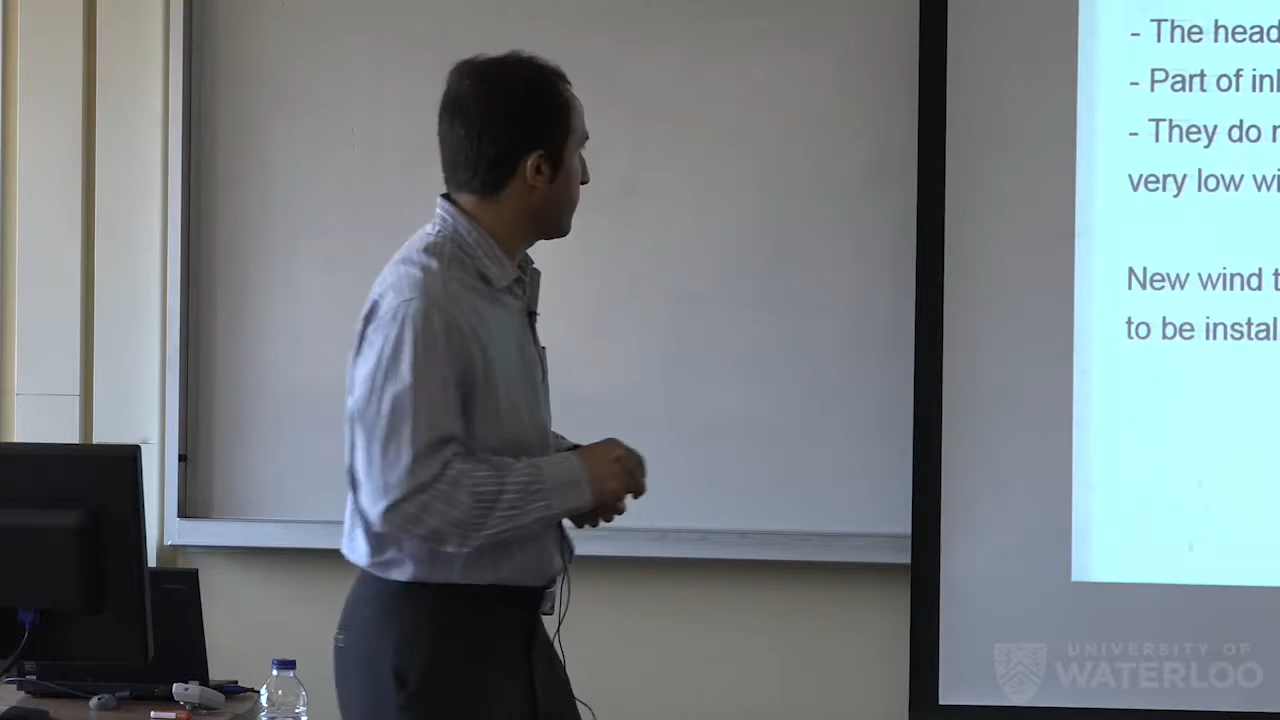 - The head
- Part of inl
- They do r
very low wi
New wind t
to be instal
UNIVERSITY OF
WATERLOO